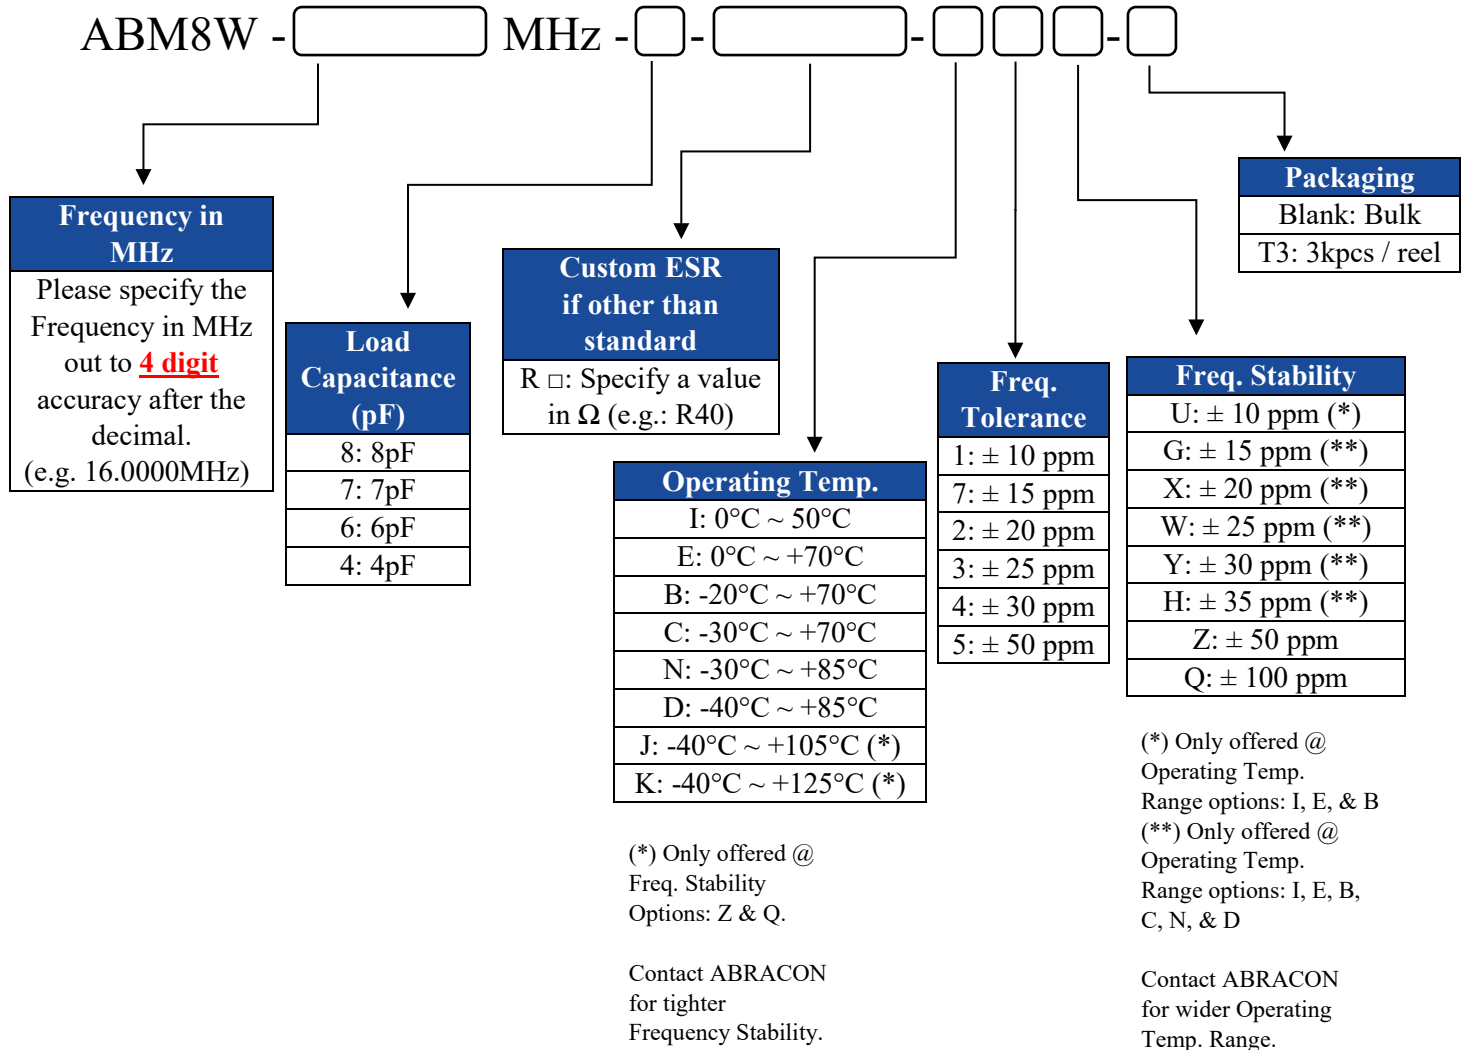 ABM8W - MHz - - - -
Frequency in
MHz
Please specify the
Frequency in MHz
out to 4 digit
accuracy after the
decimal.
(e.g. 16.0000MHz)
Load
Capacitance
(pF)
8: 8pF
7: 7pF
6: 6pF
4: 4pF
Custom ESR
if other than
standard
R □: Specify a value
in Ω (e.g.: R40)
Operating Temp.
I: 0°C ~ 50°C
E: 0°C ~ +70°C
B: -20°C ~ +70°C
C: -30°C ~ +70°C
N: -30°C ~ +85°C
D: -40°C ~ +85°C
J: -40°C ~ +105°C (*)
K: -40°C ~ +125°C (*)
(*) Only offered @
Freq. Stability
Options: Z & Q.
Contact ABRACON
for tighter
Frequency Stability.
Freq.
Tolerance
1: ± 10 ppm
7: ± 15 ppm
2: ± 20 ppm
3: ± 25 ppm
4: ± 30 ppm
5: ± 50 ppm
Freq. Stability
U: ± 10 ppm (*)
G: ± 15 ppm (**)
X: ± 20 ppm (**)
W: ± 25 ppm (**)
Y: ± 30 ppm (**)
H: ± 35 ppm (**)
Z: ± 50 ppm
Q: ± 100 ppm
(*) Only offered @
Operating Temp.
Range options: I, E, & B
(**) Only offered @
Operating Temp.
Range options: I, E, B,
C, N, & D
Contact ABRACON
for wider Operating
Temp. Range.
Packaging
Blank: Bulk
T3: 3kpcs / reel